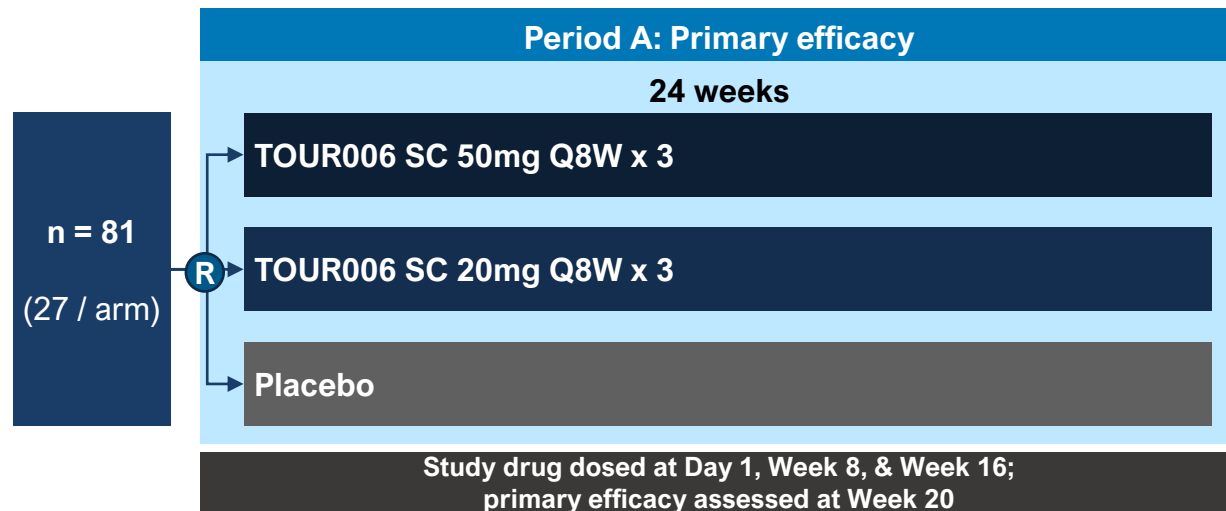 Period A: Primary efficacy
24 weeks
n = 81
(27 / arm)
R
TOUR006 SC 50mg Q8W x 3
TOUR006 SC 20mg Q8W x 3
Placebo
Study drug dosed at Day 1, Week 8, & Week 16;
primary efficacy assessed at Week 20